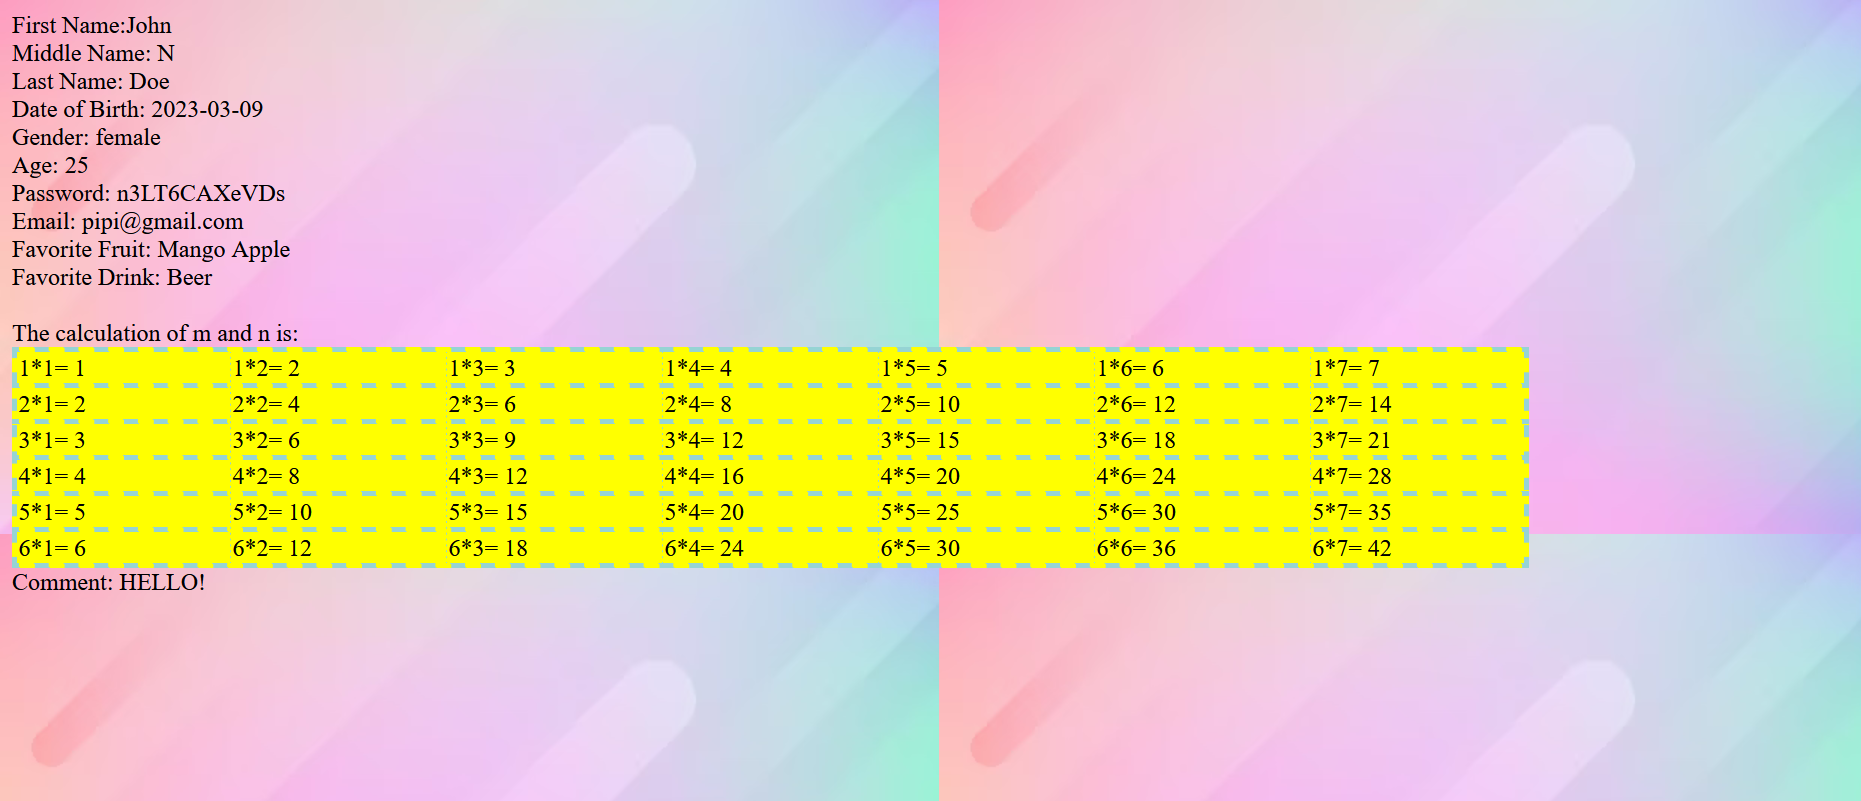 First Name:John
Middle Name: N
Last Name: Doe
Date of Birth: 2023-03-09
Gender: female
Age: 25
Password: n3LT6CAXeVDs
Email: pipi@gmail.com
Favorite Fruit: Mango Apple
Favorite Drink: Beer
The calculation of m and n is:
1*1= 1 1*2= 2 1*3= 3 1*4= 4 1*5= 5 1*6= 6 1*7= 7
2*1= 2 2*2= 4 2*3= 6 2*4= 8 2*5= 10 2*6= 12 2*7= 14
3*1= 3 3*2= 6 3*3= 9 3*4= 12 3*5= 15 3*6= 18 3*7= 21
4*1= 4 4*2= 8 4*3= 12 4*4= 16 4*5= 20 4*6= 24 4*7= 28
5*1= 5 5*2= 10 5*3= 15 5*4= 20 5*5= 25 5*6= 30 5*7= 35
6*1= 6 6*2= 12 6*3= 18 6*4= 24 6*5= 30 6*6= 36 6*7= 42
Comment: HELLO!